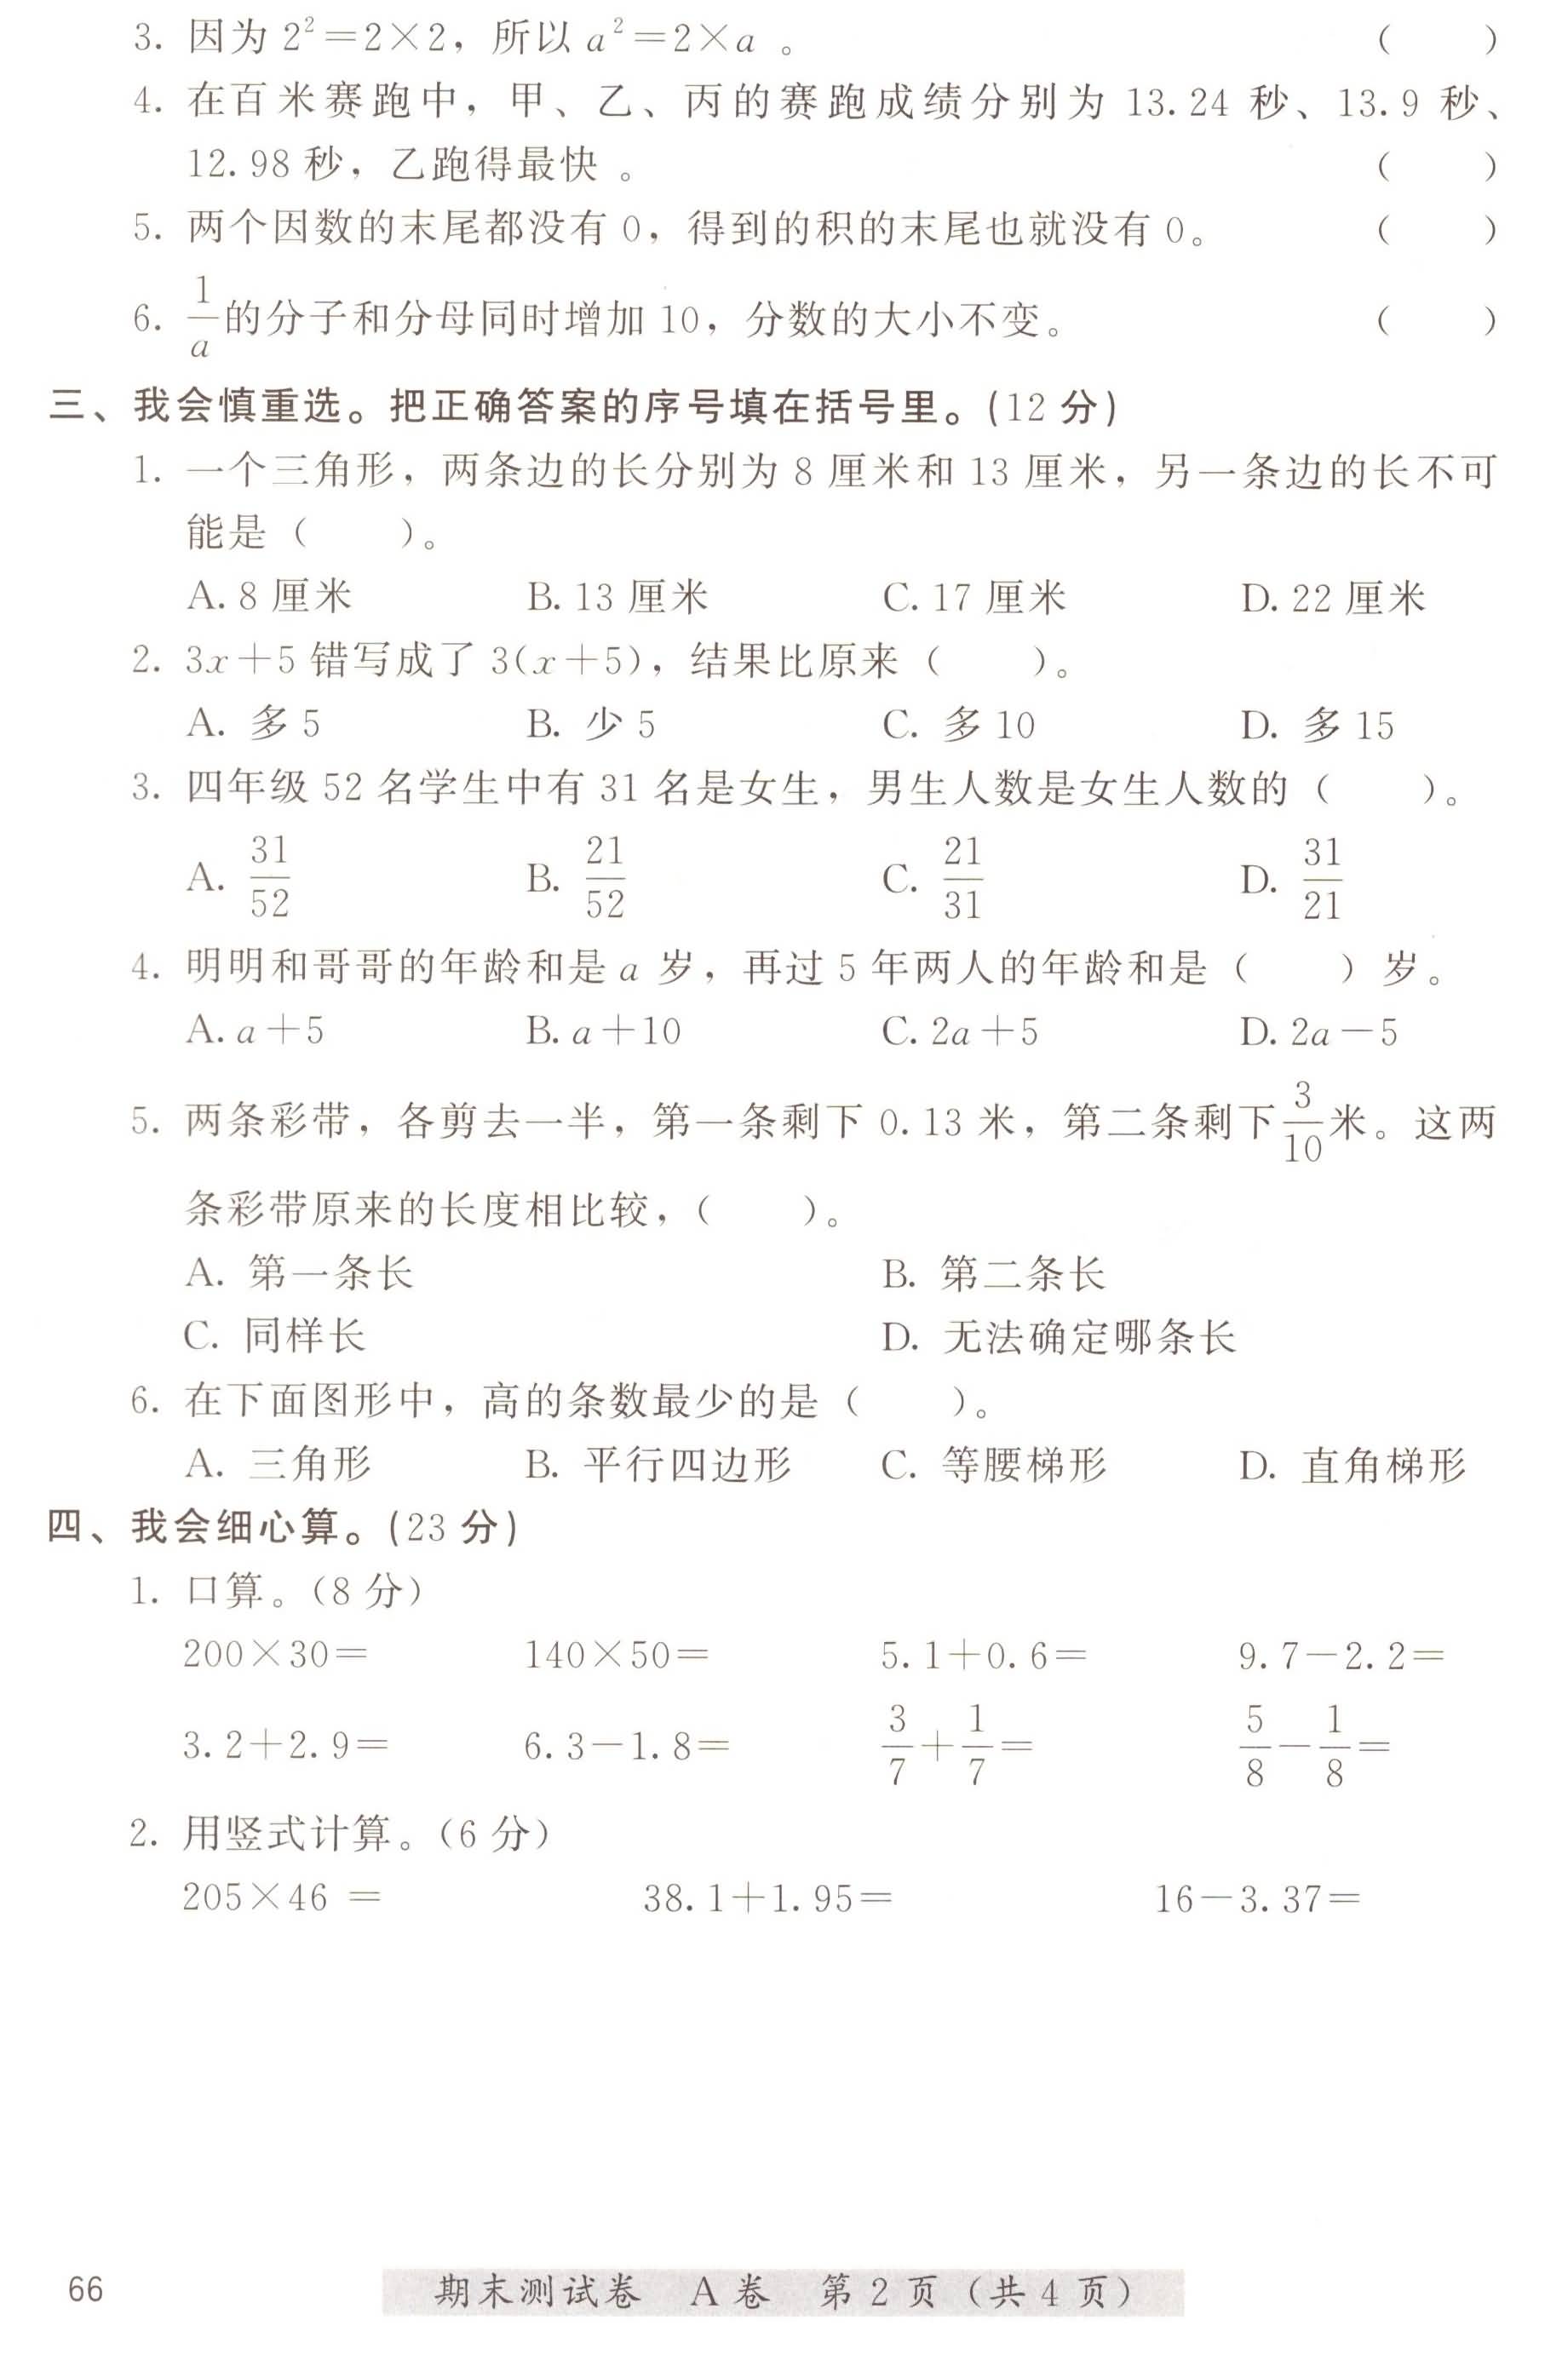 3. 因为 2²=2×2，所以 a²=2×a 。 （　　）
4. 在百米赛跑中，甲、乙、丙的赛跑成绩分别为 13.24 秒、13.9 秒、
12.98 秒，乙跑得最快 。 （　　）
5. 两个因数的末尾都没有 0，得到的积的末尾也就没有 0。 （　　）
6. 1/a 的分子和分母同时增加 10，分数的大小不变。 （　　）
三、我会慎重选。把正确答案的序号填在括号里。(12 分)
1. 一个三角形，两条边的长分别为 8 厘米和 13 厘米，另一条边的长不可
能是（　　）。
A. 8 厘米 B. 13 厘米 C. 17 厘米 D. 22 厘米
2. 3x+5 错写成了 3(x+5)，结果比原来（　　）。
A. 多 5 B. 少 5 C. 多 10 D. 多 15
3. 四年级 52 名学生中有 31 名是女生，男生人数是女生人数的（　　）。
A. 31/52 B. 21/52 C. 21/31 D. 31/21
4. 明明和哥哥的年龄和是 a 岁，再过 5 年两人的年龄和是（　　）岁。
A. a+5 B. a+10 C. 2a+5 D. 2a-5
5. 两条彩带，各剪去一半，第一条剩下 0.13 米，第二条剩下 3/10 米。这两
条彩带原来的长度相比较，（　　）。
A. 第一条长 B. 第二条长
C. 同样长 D. 无法确定哪条长
6. 在下面图形中，高的条数最少的是（　　）。
A. 三角形 B. 平行四边形 C. 等腰梯形 D. 直角梯形
四、我会细心算。(23 分)
1. 口算。（8 分）
200×30= 140×50= 5.1+0.6= 9.7-2.2=
3.2+2.9= 6.3-1.8= 3/7+1/7= 5/8-1/8=
2. 用竖式计算。（6 分）
205×46 = 38.1+1.95= 16-3.37=
66 期末测试卷 A 卷 第 2 页（共 4 页）